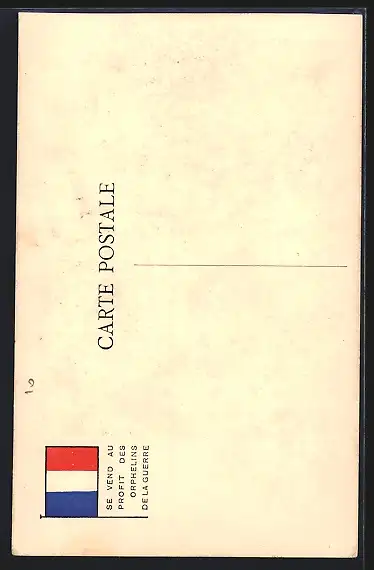 CARTE POSTALE
SE VEND AU
PROFIT DES
ORPHELINS
DE LA GUERRE